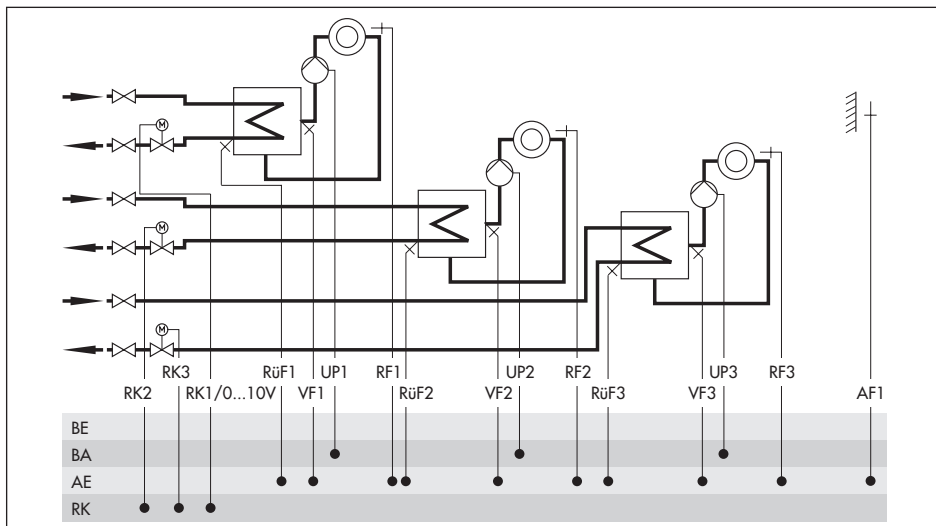 M
M
M
RK3 RüF1 UP1 RF1 UP2 RF2 UP3 RF3
RK2 RK1/0...10V VF1 RüF2 VF2 RüF3 VF3 AF1
BE
BA
AE
RK